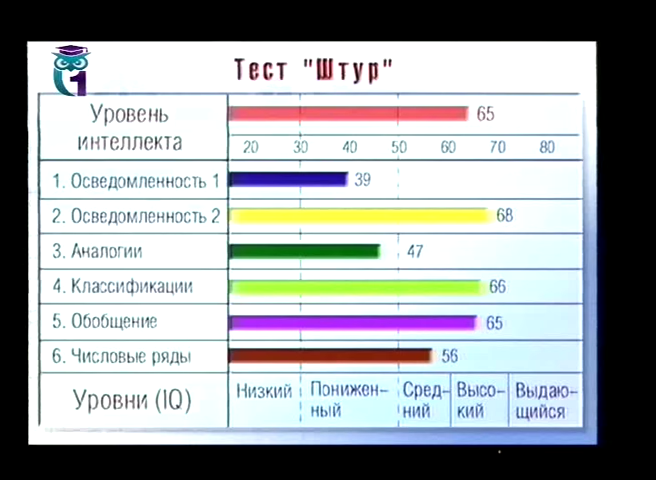 1
Тест "Штур"
Уровень
интеллекта
65
20 30 40 50 60 70 80
1. Осведомленность 1 39
2. Осведомленность 2 68
3. Аналогии 47
4. Классификации 66
5. Обобщение 65
6. Числовые ряды 56
Уровни (IQ)
Низкий
Понижен-
ный
Сред-
ний
Высо-
кий
Выдаю-
щийся